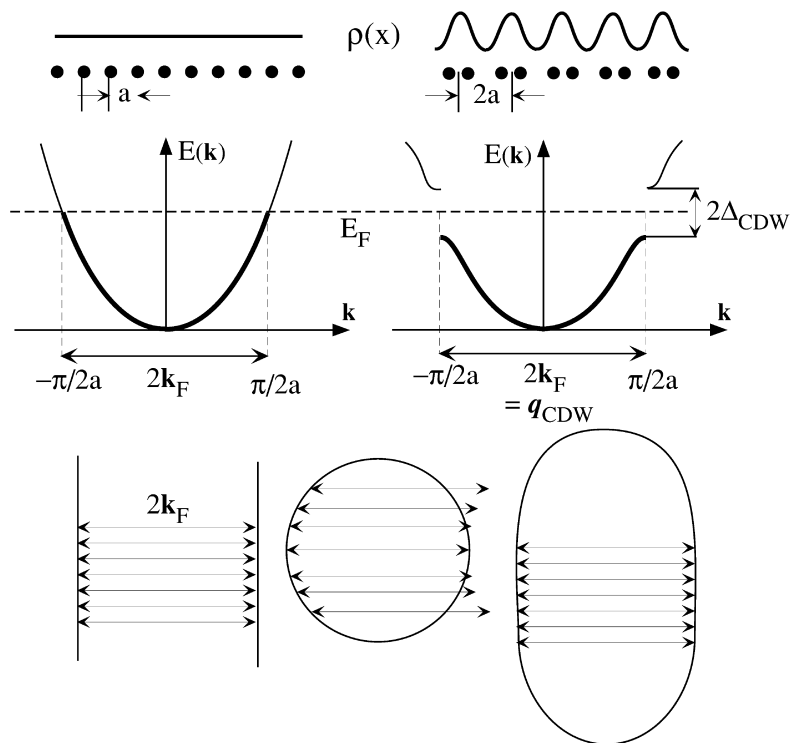 ρ(x)
a
2a
E(k)
E(k)
E_F
2Δ_CDW
k
k
−π/2a
2k_F
π/2a
−π/2a
2k_F
π/2a
= q_CDW
2k_F